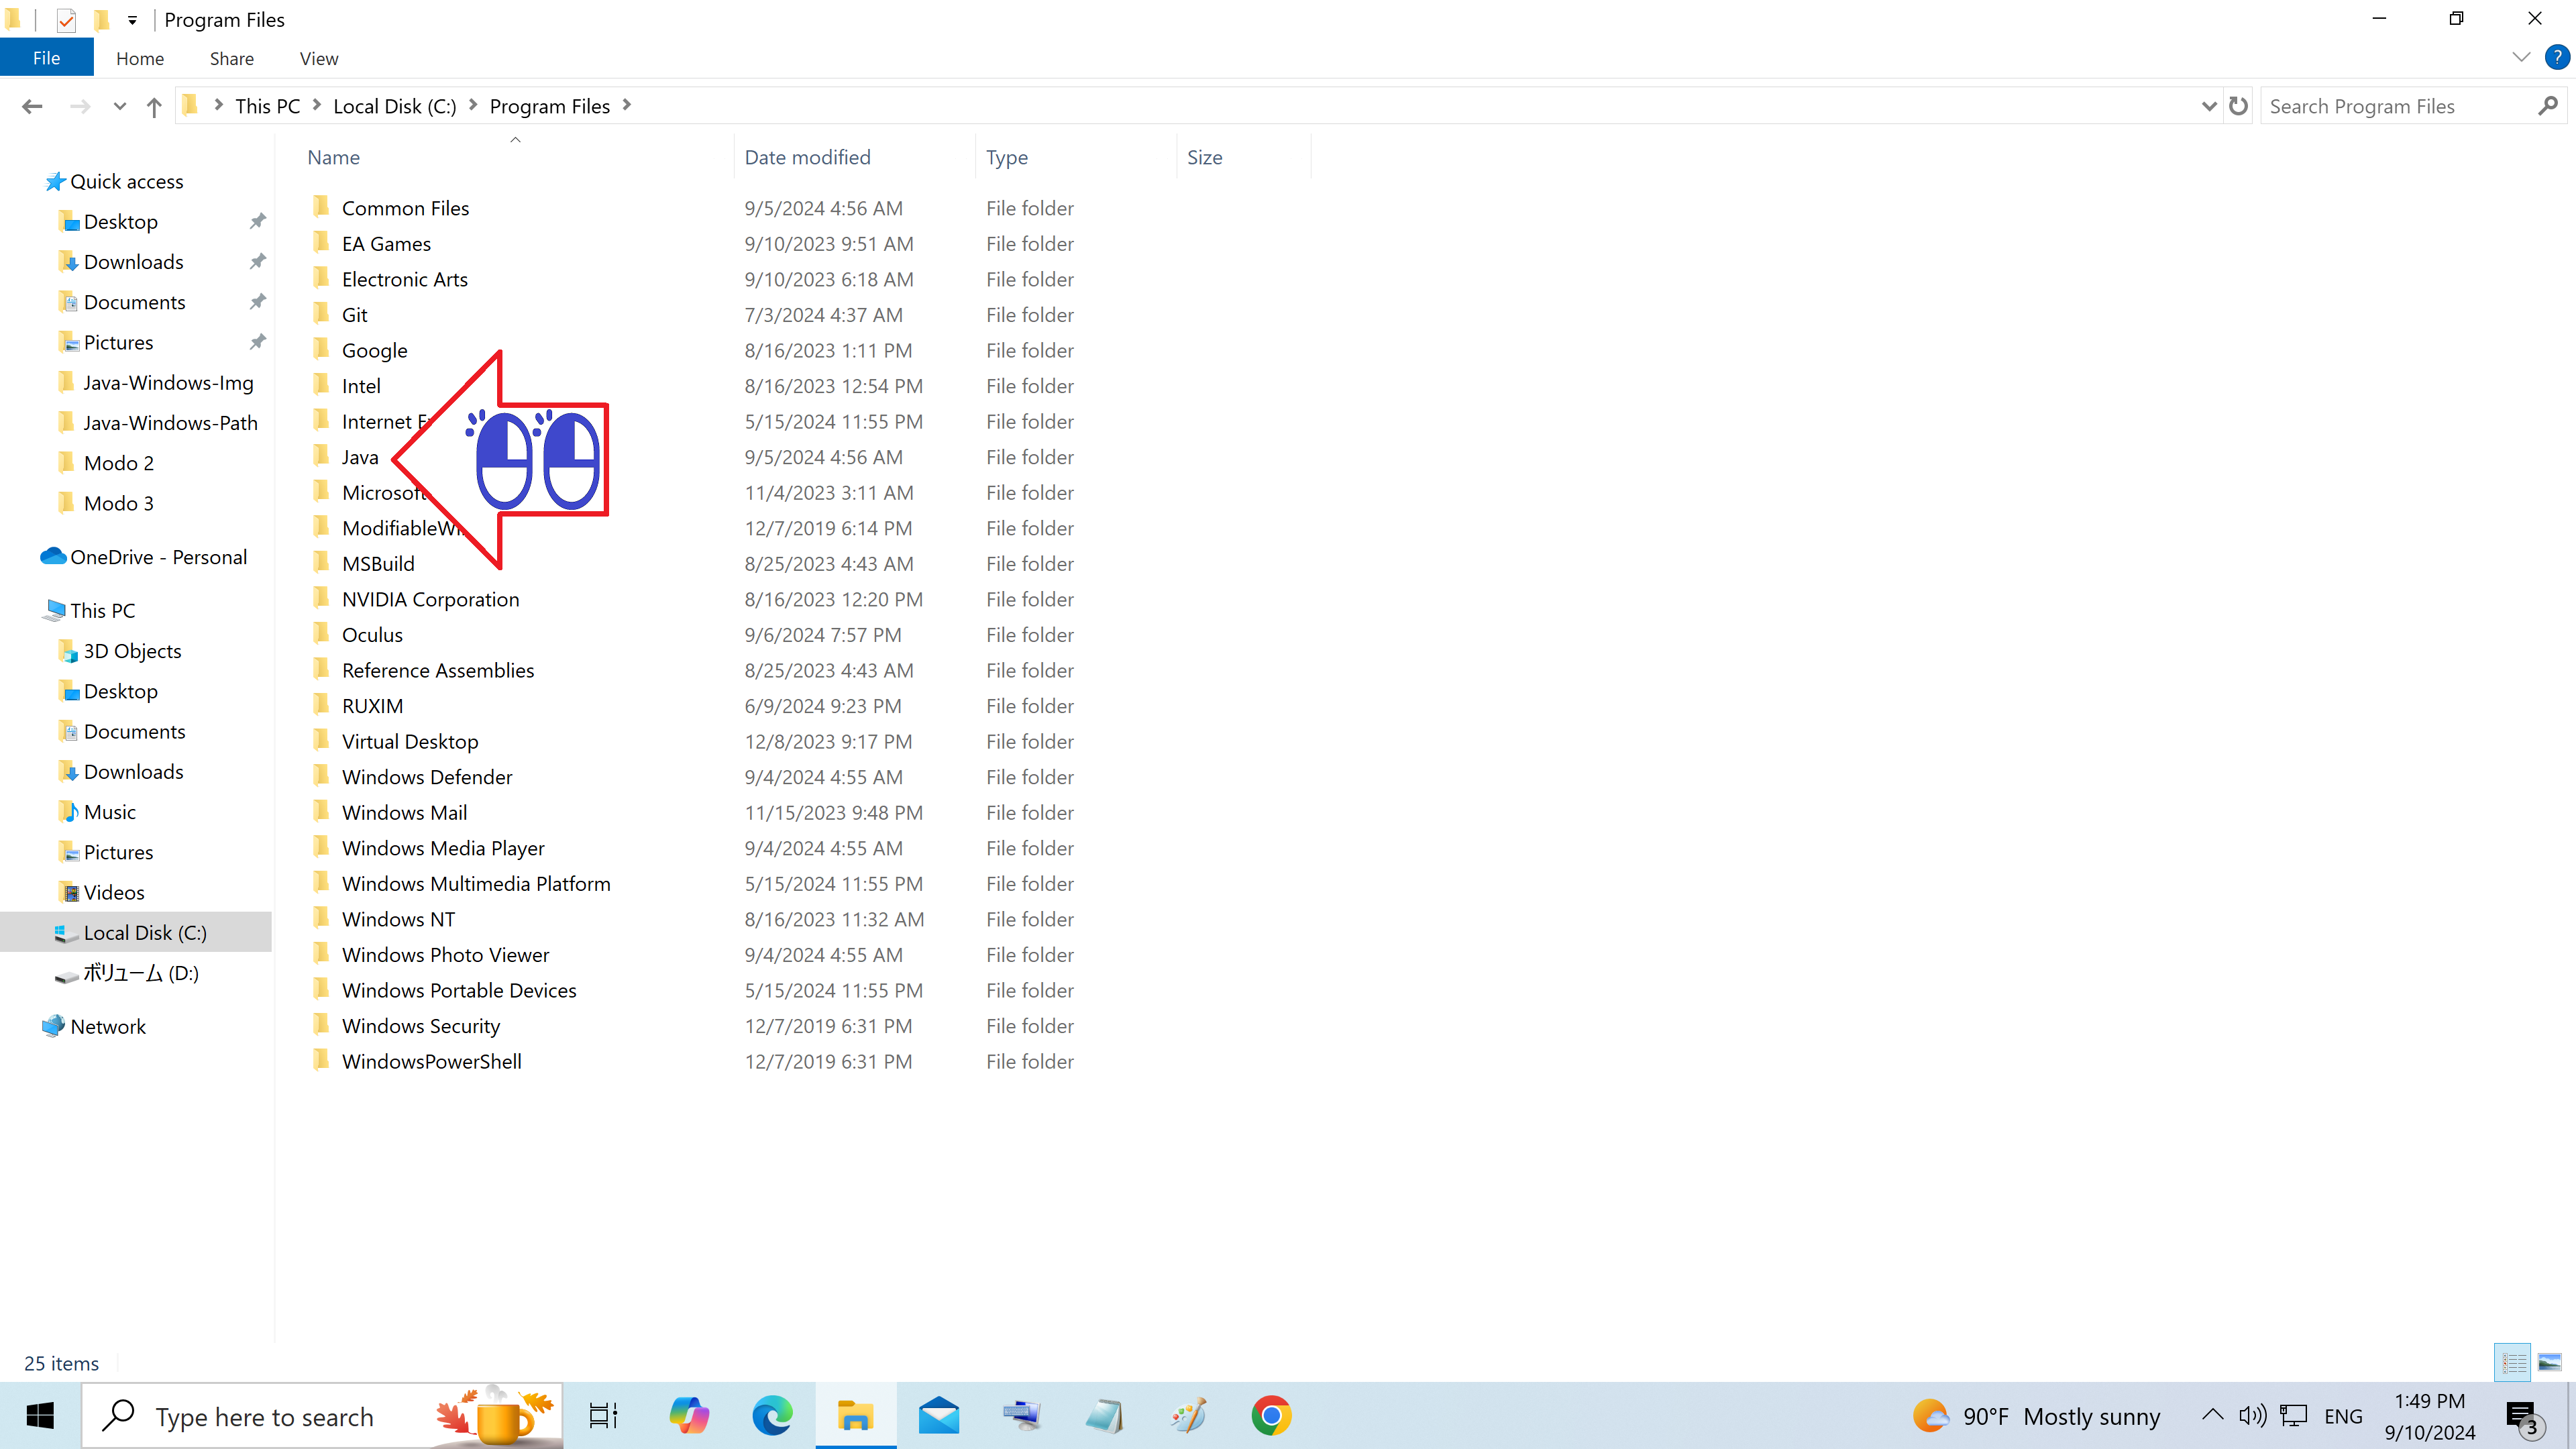 Program Files
File Home Share View
This PC Local Disk (C:) Program Files
Search Program Files
Name Date modified Type Size
Quick access
Desktop
Downloads
Documents
Pictures
Java-Windows-Img
Java-Windows-Path
Modo 2
Modo 3
OneDrive - Personal
This PC
3D Objects
Desktop
Documents
Downloads
Music
Pictures
Videos
Local Disk (C:)
ボリューム (D:)
Network
Common Files 9/5/2024 4:56 AM File folder
EA Games 9/10/2023 9:51 AM File folder
Electronic Arts 9/10/2023 6:18 AM File folder
Git 7/3/2024 4:37 AM File folder
Google 8/16/2023 1:11 PM File folder
Intel 8/16/2023 12:54 PM File folder
Internet 5/15/2024 11:55 PM File folder
Java 9/5/2024 4:56 AM File folder
Microsoft 11/4/2023 3:11 AM File folder
12/7/2019 6:14 PM File folder
MSBuild 8/25/2023 4:43 AM File folder
NVIDIA Corporation 8/16/2023 12:20 PM File folder
Oculus 9/6/2024 7:57 PM File folder
Reference Assemblies 8/25/2023 4:43 AM File folder
RUXIM 6/9/2024 9:23 PM File folder
Virtual Desktop 12/8/2023 9:17 PM File folder
Windows Defender 9/4/2024 4:55 AM File folder
Windows Mail 11/15/2023 9:48 PM File folder
Windows Media Player 9/4/2024 4:55 AM File folder
Windows Multimedia Platform 5/15/2024 11:55 PM File folder
Windows NT 8/16/2023 11:32 AM File folder
Windows Photo Viewer 9/4/2024 4:55 AM File folder
Windows Portable Devices 5/15/2024 11:55 PM File folder
Windows Security 12/7/2019 6:31 PM File folder
WindowsPowerShell 12/7/2019 6:31 PM File folder
25 items
Type here to search
90°F Mostly sunny
ENG
1:49 PM
9/10/2024
3